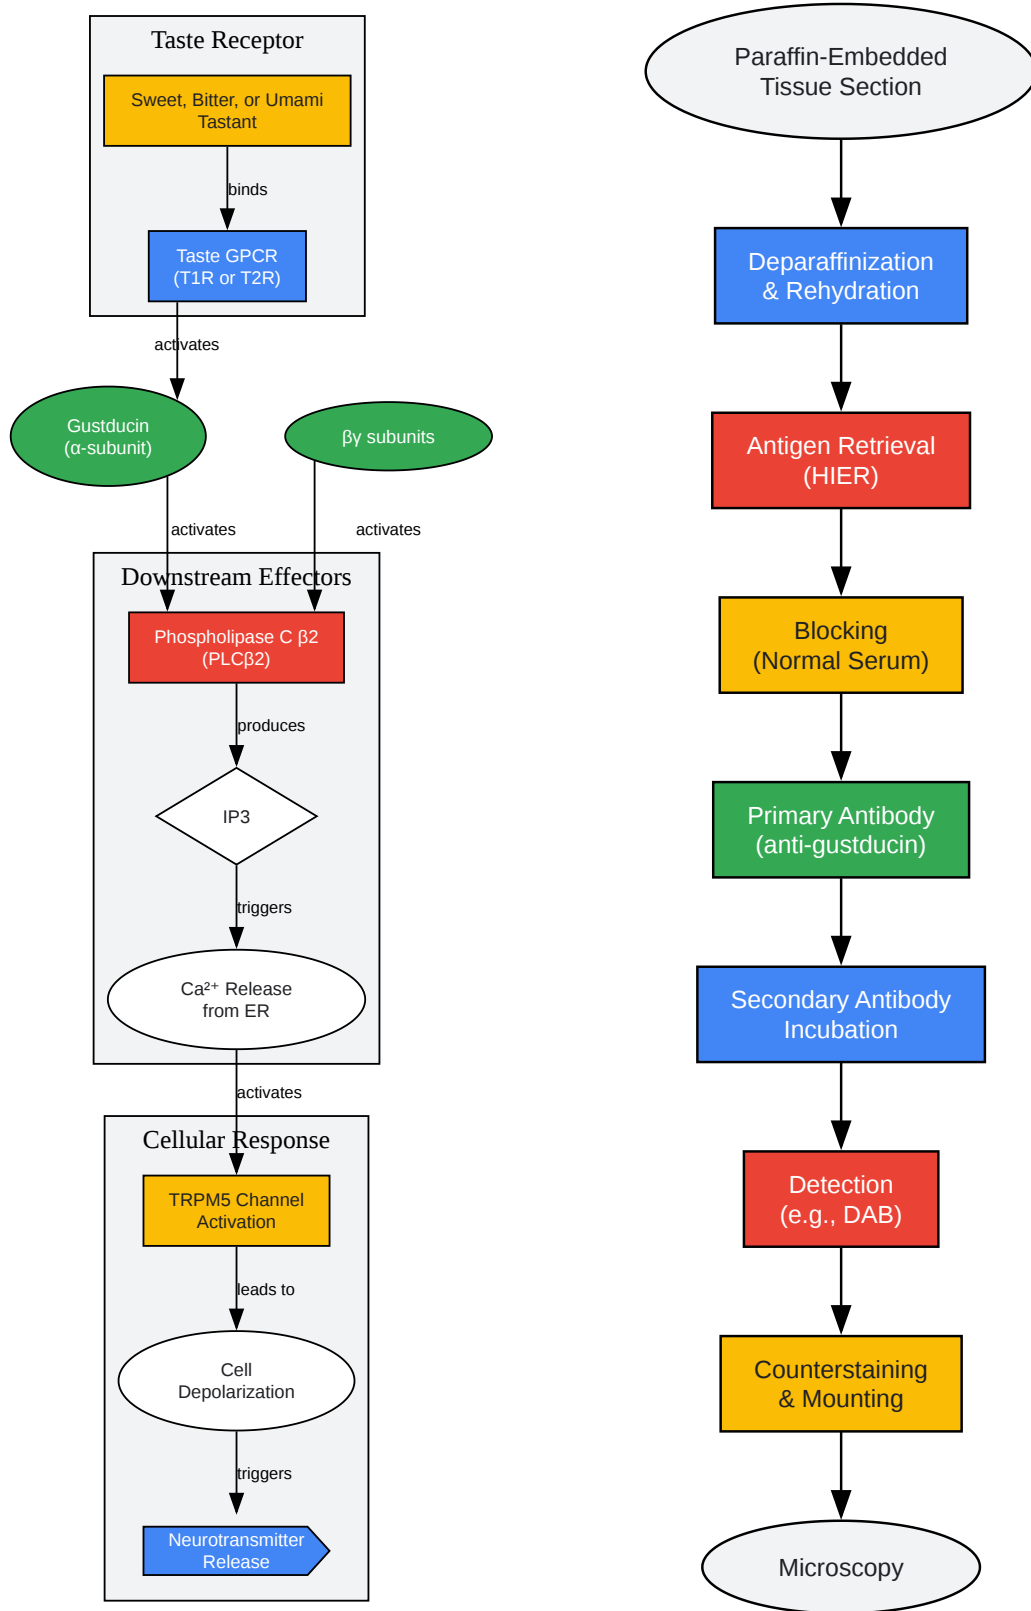 Taste Receptor
Sweet, Bitter, or Umami
Tastant
binds
Taste GPCR
(T1R or T2R)
activates
Gustducin
(α-subunit)
βγ subunits
activates
activates
Downstream Effectors
Phospholipase C β2
(PLCβ2)
produces
IP3
triggers
Ca²⁺ Release
from ER
activates
Cellular Response
TRPM5 Channel
Activation
leads to
Cell
Depolarization
triggers
Neurotransmitter
Release
Paraffin-Embedded
Tissue Section
Deparaffinization
& Rehydration
Antigen Retrieval
(HIER)
Blocking
(Normal Serum)
Primary Antibody
(anti-gustducin)
Secondary Antibody
Incubation
Detection
(e.g., DAB)
Counterstaining
& Mounting
Microscopy